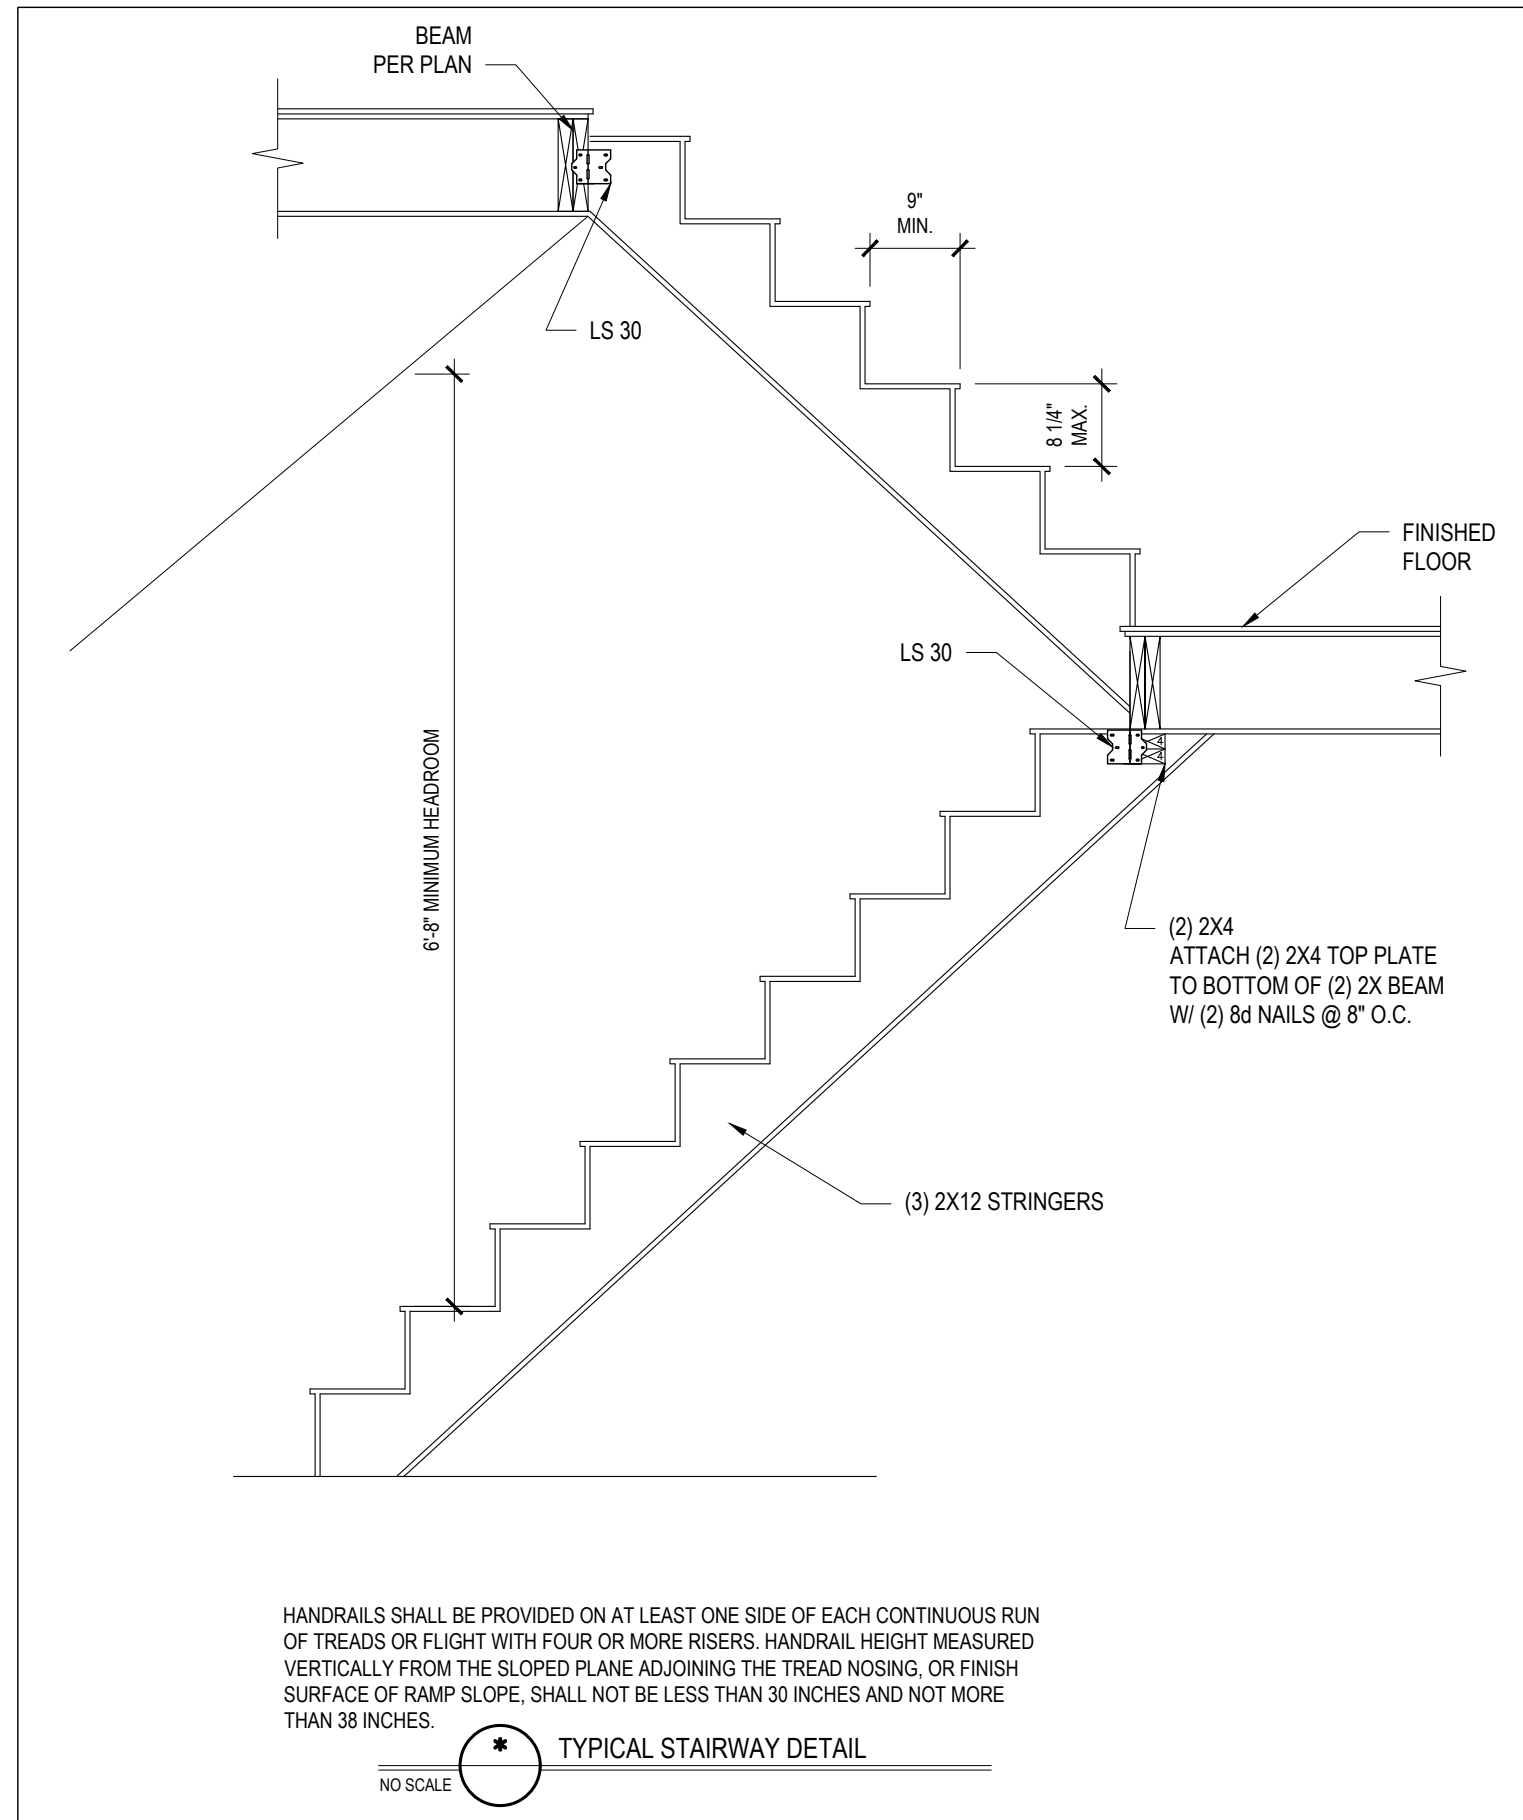 BEAM
PER PLAN
9"
MIN.
LS 30
8 1/4"
MAX.
FINISHED
FLOOR
LS 30
4
4
6'-8" MINIMUM HEADROOM
(2) 2X4
ATTACH (2) 2X4 TOP PLATE
TO BOTTOM OF (2) 2X BEAM
W/ (2) 8d NAILS @ 8" O.C.
(3) 2X12 STRINGERS
HANDRAILS SHALL BE PROVIDED ON AT LEAST ONE SIDE OF EACH CONTINUOUS RUN
OF TREADS OR FLIGHT WITH FOUR OR MORE RISERS. HANDRAIL HEIGHT MEASURED
VERTICALLY FROM THE SLOPED PLANE ADJOINING THE TREAD NOSING, OR FINISH
SURFACE OF RAMP SLOPE, SHALL NOT BE LESS THAN 30 INCHES AND NOT MORE
THAN 38 INCHES.
* TYPICAL STAIRWAY DETAIL
NO SCALE